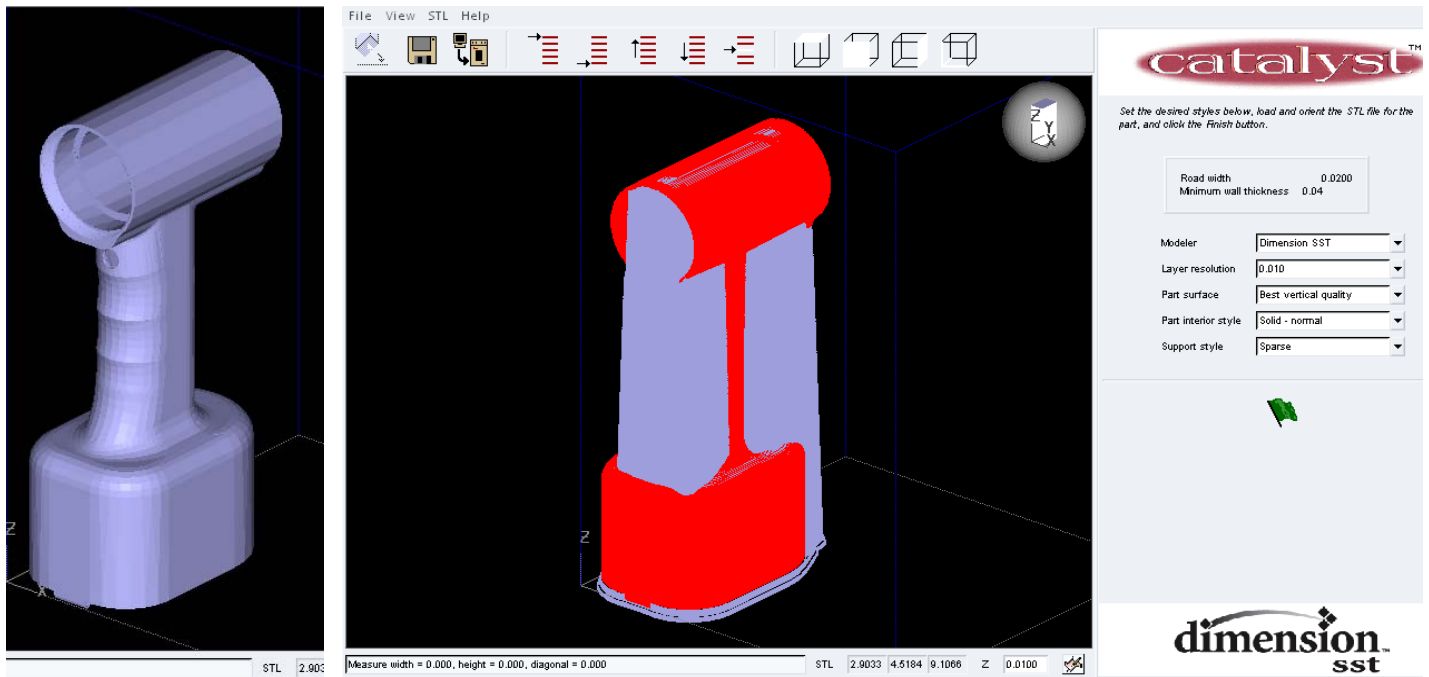 File View STL Help
catalyst™
Set the desired styles below, load and orient the STL file for the
part, and click the Finish button.
Road width 0.0200
Minimum wall thickness 0.04
Modeler Dimension SST
Layer resolution 0.010
Part surface Best vertical quality
Part interior style Solid - normal
Support style Sparse
Z
Y
X
Z
X
Z
STL 2.903
Measure width = 0.000, height = 0.000, diagonal = 0.000 STL 2.9033 4.5184 9.1066 Z 0.0100
dimension™
sst